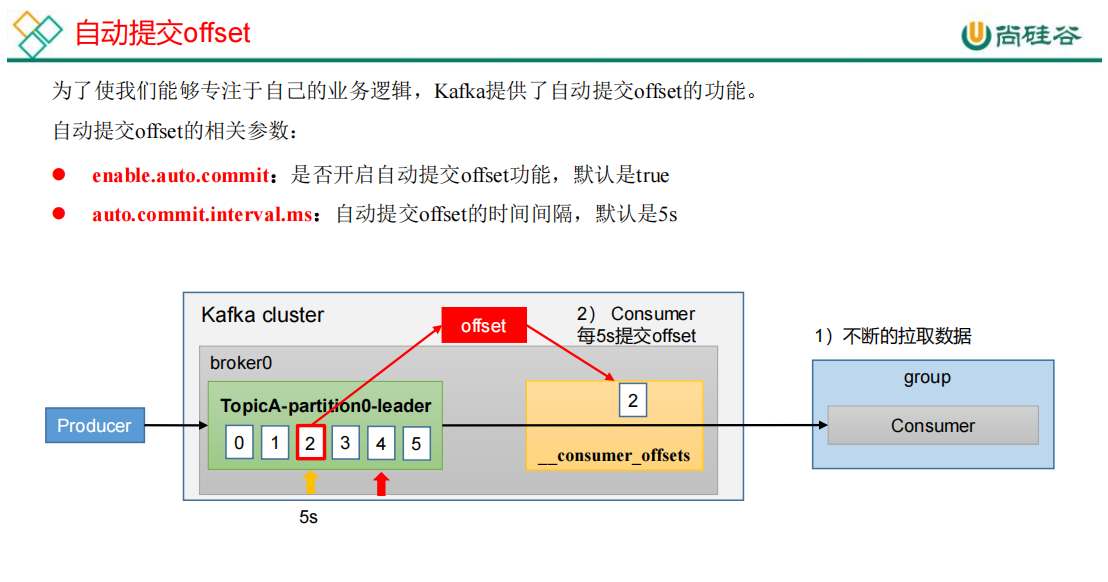 自动提交offset
尚硅谷
为了使我们能够专注于自己的业务逻辑，Kafka提供了自动提交offset的功能。
自动提交offset的相关参数：
enable.auto.commit：是否开启自动提交offset功能，默认是true
auto.commit.interval.ms：自动提交offset的时间间隔，默认是5s
Kafka cluster
offset
2） Consumer
每5s提交offset
1）不断的拉取数据
broker0
group
TopicA-partition0-leader
2
Producer
Consumer
0 1 2 3 4 5
__consumer_offsets
5s